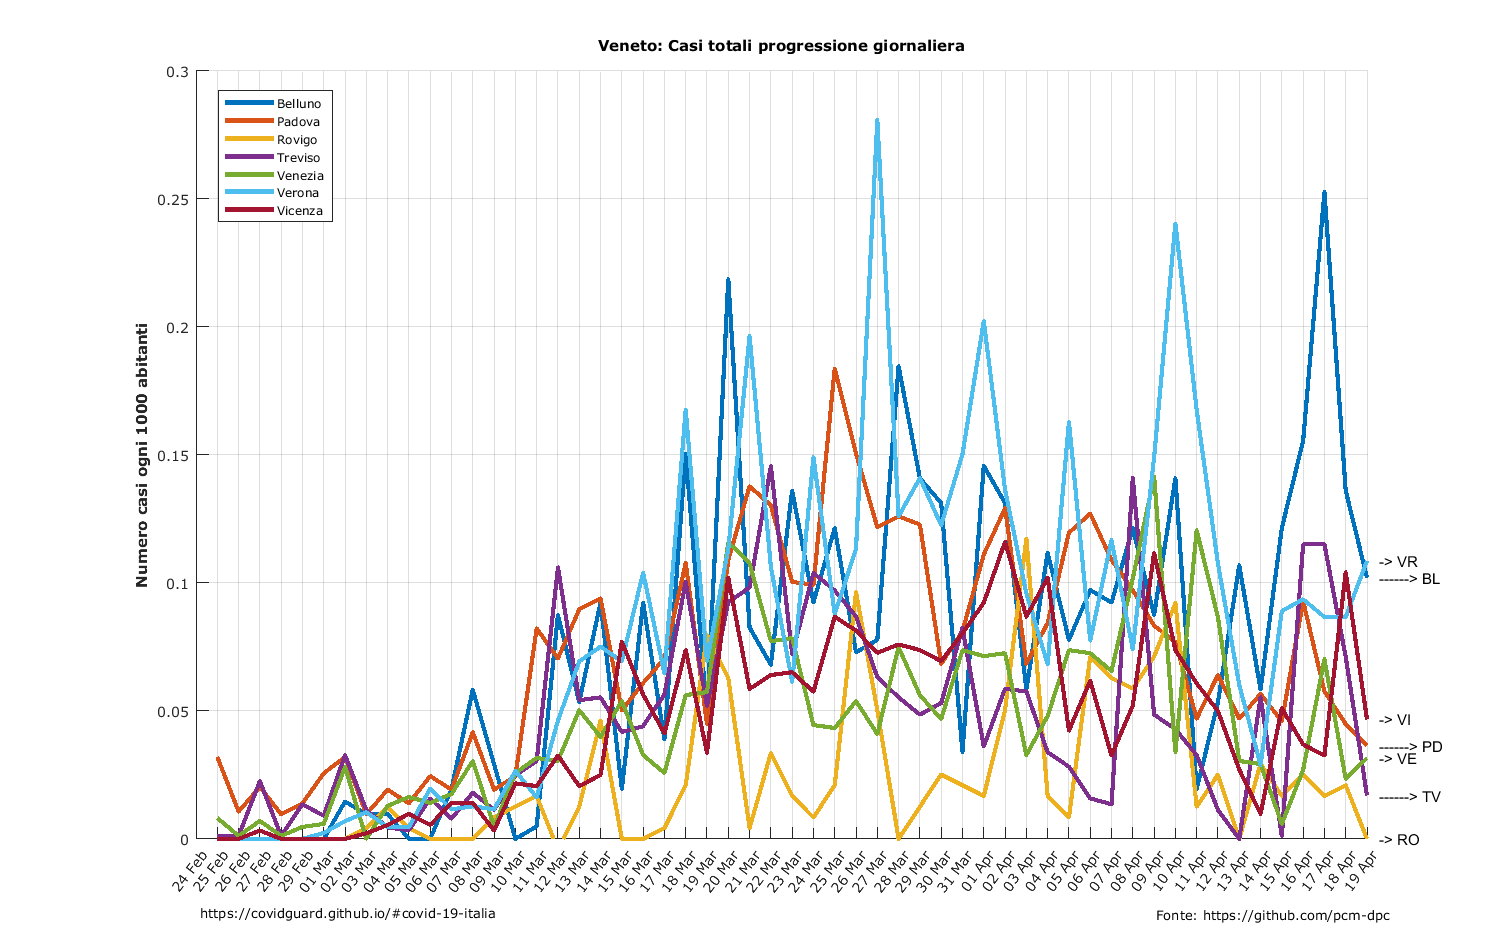 Veneto: Casi totali progressione giornaliera
Numero casi ogni 1000 abitanti
0.3
0.25
0.2
0.15
0.1
0.05
0
Belluno
Padova
Rovigo
Treviso
Venezia
Verona
Vicenza
-> VR
------> BL
-> VI
------> PD
-> VE
------> TV
-> RO
24 Feb
25 Feb
26 Feb
27 Feb
28 Feb
29 Feb
01 Mar
02 Mar
03 Mar
04 Mar
05 Mar
06 Mar
07 Mar
08 Mar
09 Mar
10 Mar
11 Mar
12 Mar
13 Mar
14 Mar
15 Mar
16 Mar
17 Mar
18 Mar
19 Mar
20 Mar
21 Mar
22 Mar
23 Mar
24 Mar
25 Mar
26 Mar
27 Mar
28 Mar
29 Mar
30 Mar
31 Mar
01 Apr
02 Apr
03 Apr
04 Apr
05 Apr
06 Apr
07 Apr
08 Apr
09 Apr
10 Apr
11 Apr
12 Apr
13 Apr
14 Apr
15 Apr
16 Apr
17 Apr
18 Apr
19 Apr
https://covidguard.github.io/#covid-19-italia
Fonte: https://github.com/pcm-dpc